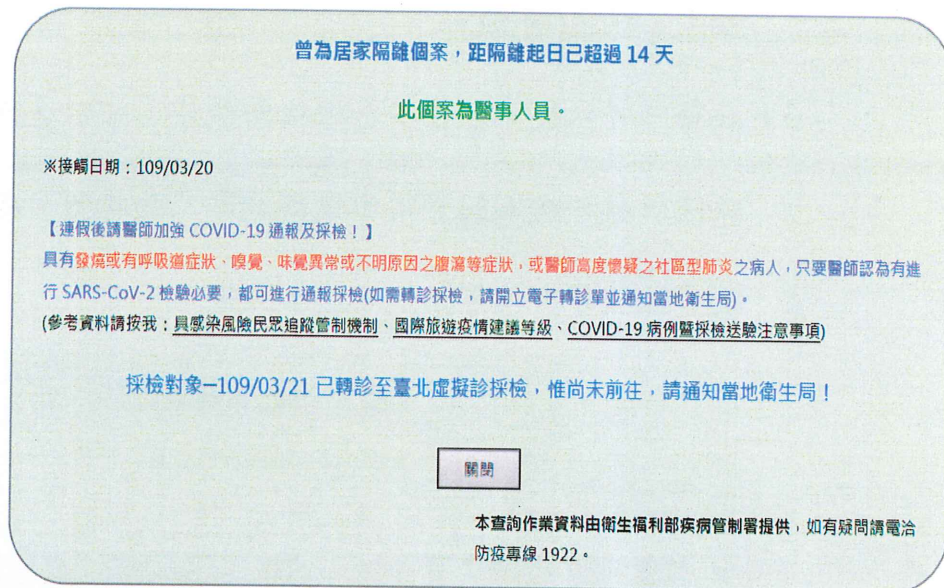 曾為居家隔離個案，距隔離起日已超過 14 天
此個案為醫事人員。
※接觸日期：109/03/20
【連假後請醫師加強 COVID-19 通報及採檢！】
具有發燒或有呼吸道症狀、嗅覺、味覺異常或不明原因之腹瀉等症狀，或醫師高度懷疑之社區型肺炎之病人，只要醫師認為有進
行 SARS-CoV-2 檢驗必要，都可進行通報採檢(如需轉診採檢，請開立電子轉診單並通知當地衛生局)。
(參考資料請按我：具感染風險民眾追蹤管制機制、國際旅遊疫情建議等級、COVID-19 病例暨採檢送驗注意事項)
採檢對象─109/03/21 已轉診至臺北虛擬診採檢，惟尚未前往，請通知當地衛生局！
關閉
本查詢作業資料由衛生福利部疾病管制署提供，如有疑問請電洽
防疫專線 1922。